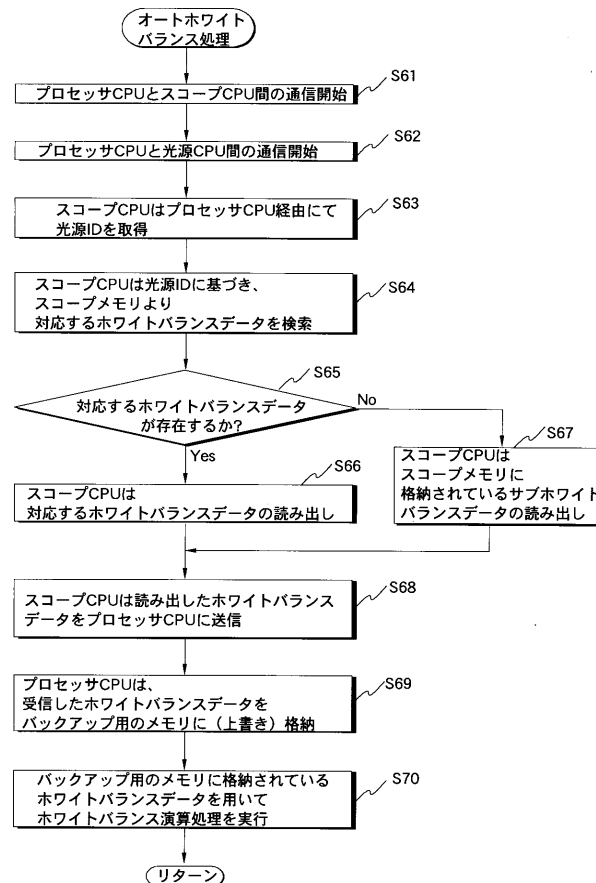 オートホワイト
バランス処理
S61
プロセッサCPUとスコープCPU間の通信開始
S62
プロセッサCPUと光源CPU間の通信開始
S63
スコープCPUはプロセッサCPU経由にて
光源IDを取得
S64
スコープCPUは光源IDに基づき、
スコープメモリより
対応するホワイトバランスデータを検索
S65
対応するホワイトバランスデータ
が存在するか?
No
Yes
S66
スコープCPUは
対応するホワイトバランスデータの読み出し
S67
スコープCPUは
スコープメモリに
格納されているサブホワイト
バランスデータの読み出し
S68
スコープCPUは読み出したホワイトバランス
データをプロセッサCPUに送信
S69
プロセッサCPUは、
受信したホワイトバランスデータを
バックアップ用のメモリに（上書き）格納
S70
バックアップ用のメモリに格納されている
ホワイトバランスデータを用いて
ホワイトバランス演算処理を実行
リターン